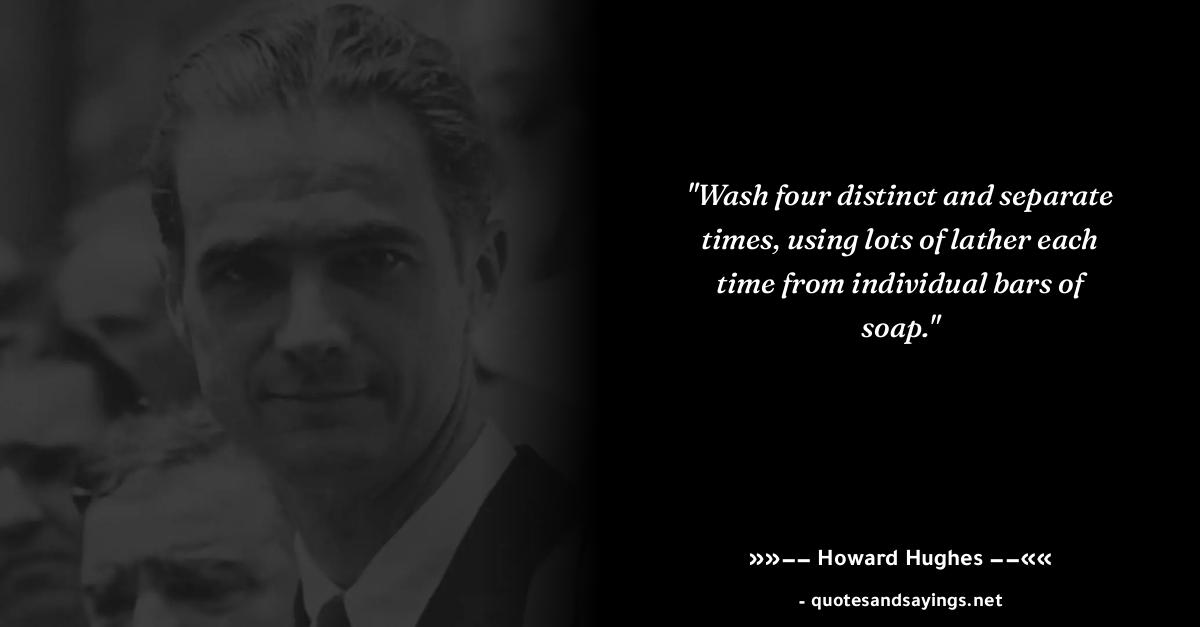 "Wash four distinct and separate
times, using lots of lather each
time from individual bars of
soap."
»»−− Howard Hughes −−««
- quotesandsayings.net